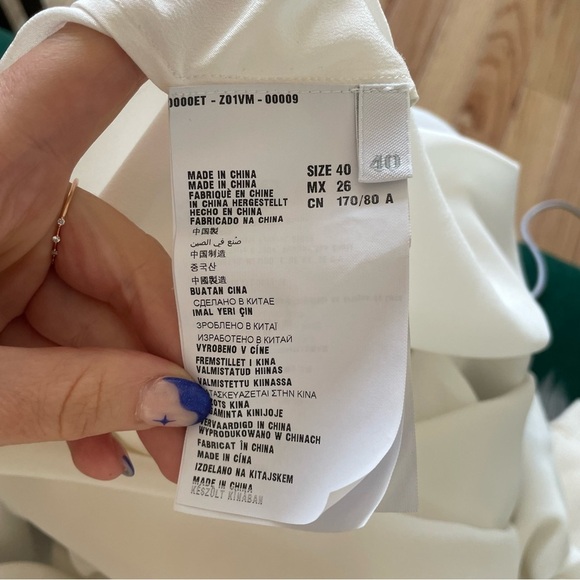 0000ET - Z01VM - 00009
40
SIZE 40
MX 26
CN 170/80 A
MADE IN CHINA
MADE IN CHINA
FABRIQUÉ EN CHINE
IN CHINA HERGESTELLT
HECHO EN CHINA
FABRICADO NA CHINA
中国製
صنع في الصين
中国制造
중국산
中國製造
BUATAN CINA
СДЕЛАНО В КИТАЕ
IMAL YERİ ÇIN
ЗРОБЛЕНО В КИТАЇ
ИЗРАБОТЕНО В КИТАЙ
VYROBENO V CÍNE
FREMSTILLET I KINA
VALMISTATUD HIINAS
VALMISTETTU KIINASSA
ΚΑΤΑΣΚΕΥΑΖΕΤΑΙ ΣΤΗΝ ΚΙΝΑ
KINA
KINIJOJE
VERVAARDIGD IN CHINA
WYPRODUKOWANO W CHINACH
FABRICAT ÎN CHINA
MADE IN CÍNA
IZDELANO NA KITAJSKEM
MADE IN CHINA
KÉSZÜLT KÍNÁBAN